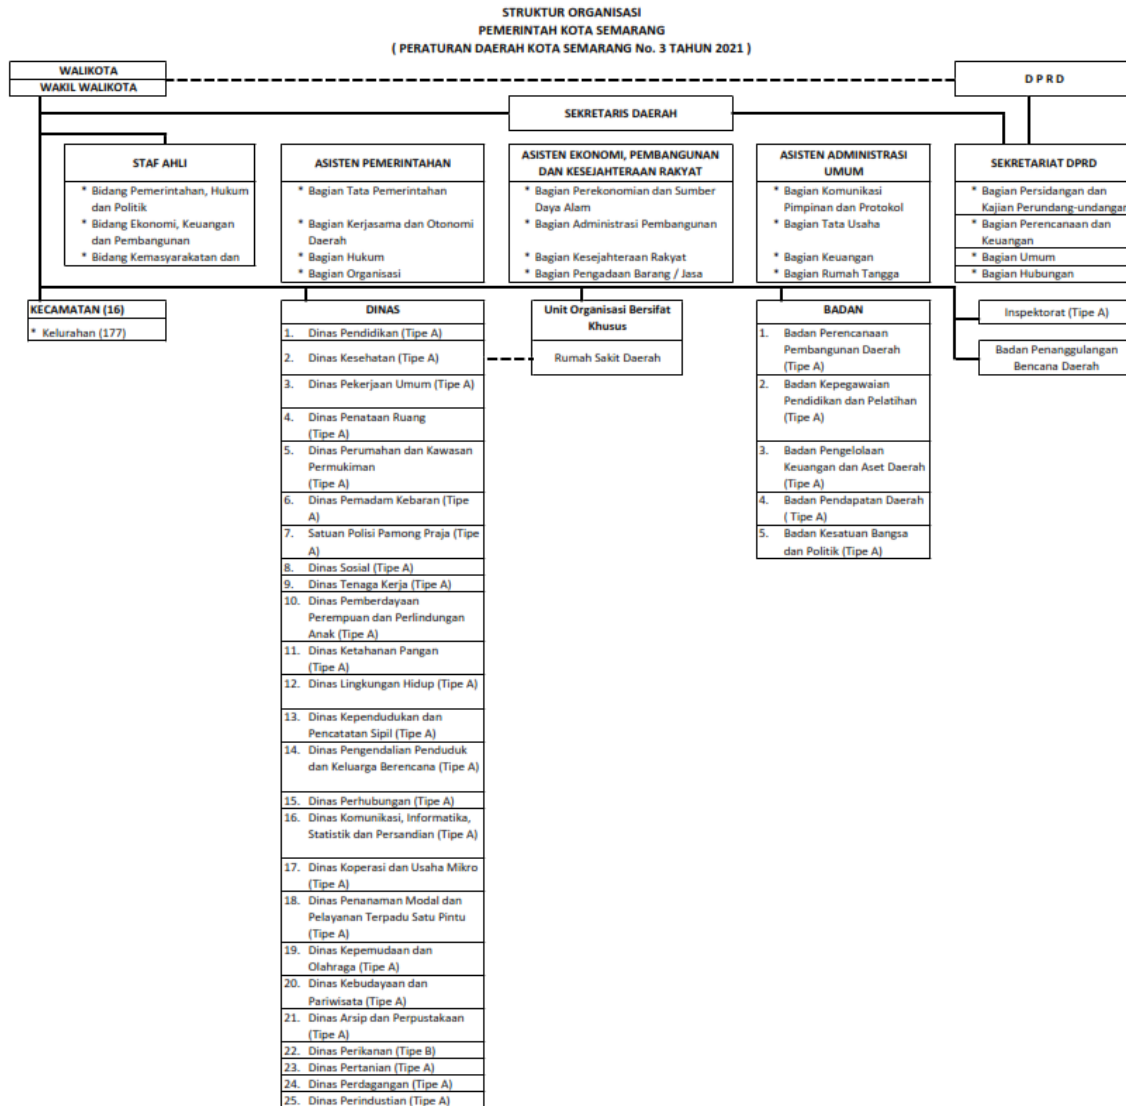 STRUKTUR ORGANISASI
PEMERINTAH KOTA SEMARANG
( PERATURAN DAERAH KOTA SEMARANG No. 3 TAHUN 2021 )
WALIKOTA
WAKIL WALIKOTA
D P R D
SEKRETARIS DAERAH
STAF AHLI
* Bidang Pemerintahan, Hukum
dan Politik
* Bidang Ekonomi, Keuangan
dan Pembangunan
* Bidang Kemasyarakatan dan
ASISTEN PEMERINTAHAN
* Bagian Tata Pemerintahan
* Bagian Kerjasama dan Otonomi
Daerah
* Bagian Hukum
* Bagian Organisasi
ASISTEN EKONOMI, PEMBANGUNAN
DAN KESEJAHTERAAN RAKYAT
* Bagian Perekonomian dan Sumber
Daya Alam
* Bagian Administrasi Pembangunan
* Bagian Kesejahteraan Rakyat
* Bagian Pengadaan Barang / Jasa
ASISTEN ADMINISTRASI
UMUM
* Bagian Komunikasi
Pimpinan dan Protokol
* Bagian Tata Usaha
* Bagian Keuangan
* Bagian Rumah Tangga
SEKRETARIAT DPRD
* Bagian Persidangan dan
Kajian Perundang-undangan
* Bagian Perencanaan dan
Keuangan
* Bagian Umum
* Bagian Hubungan
KECAMATAN (16)
* Kelurahan (177)
DINAS
1. Dinas Pendidikan (Tipe A)
2. Dinas Kesehatan (Tipe A)
3. Dinas Pekerjaan Umum (Tipe A)
4. Dinas Penataan Ruang
(Tipe A)
5. Dinas Perumahan dan Kawasan
Permukiman
(Tipe A)
6. Dinas Pemadam Kebaran (Tipe
A)
7. Satuan Polisi Pamong Praja (Tipe
A)
8. Dinas Sosial (Tipe A)
9. Dinas Tenaga Kerja (Tipe A)
10. Dinas Pemberdayaan
Perempuan dan Perlindungan
Anak (Tipe A)
11. Dinas Ketahanan Pangan
(Tipe A)
12. Dinas Lingkungan Hidup (Tipe A)
13. Dinas Kependudukan dan
Pencatatan Sipil (Tipe A)
14. Dinas Pengendalian Penduduk
dan Keluarga Berencana (Tipe A)
15. Dinas Perhubungan (Tipe A)
16. Dinas Komunikasi, Informatika,
Statistik dan Persandian (Tipe A)
17. Dinas Koperasi dan Usaha Mikro
(Tipe A)
18. Dinas Penanaman Modal dan
Pelayanan Terpadu Satu Pintu
(Tipe A)
19. Dinas Kepemudaan dan
Olahraga (Tipe A)
20. Dinas Kebudayaan dan
Pariwisata (Tipe A)
21. Dinas Arsip dan Perpustakaan
(Tipe A)
22. Dinas Perikanan (Tipe B)
23. Dinas Pertanian (Tipe A)
24. Dinas Perdagangan (Tipe A)
25. Dinas Perindustian (Tipe A)
Unit Organisasi Bersifat
Khusus
Rumah Sakit Daerah
BADAN
1. Badan Perencanaan
Pembangunan Daerah
(Tipe A)
2. Badan Kepegawaian
Pendidikan dan Pelatihan
(Tipe A)
3. Badan Pengelolaan
Keuangan dan Aset Daerah
(Tipe A)
4. Badan Pendapatan Daerah
( Tipe A)
5. Badan Kesatuan Bangsa
dan Politik (Tipe A)
Inspektorat (Tipe A)
Badan Penanggulangan
Bencana Daerah